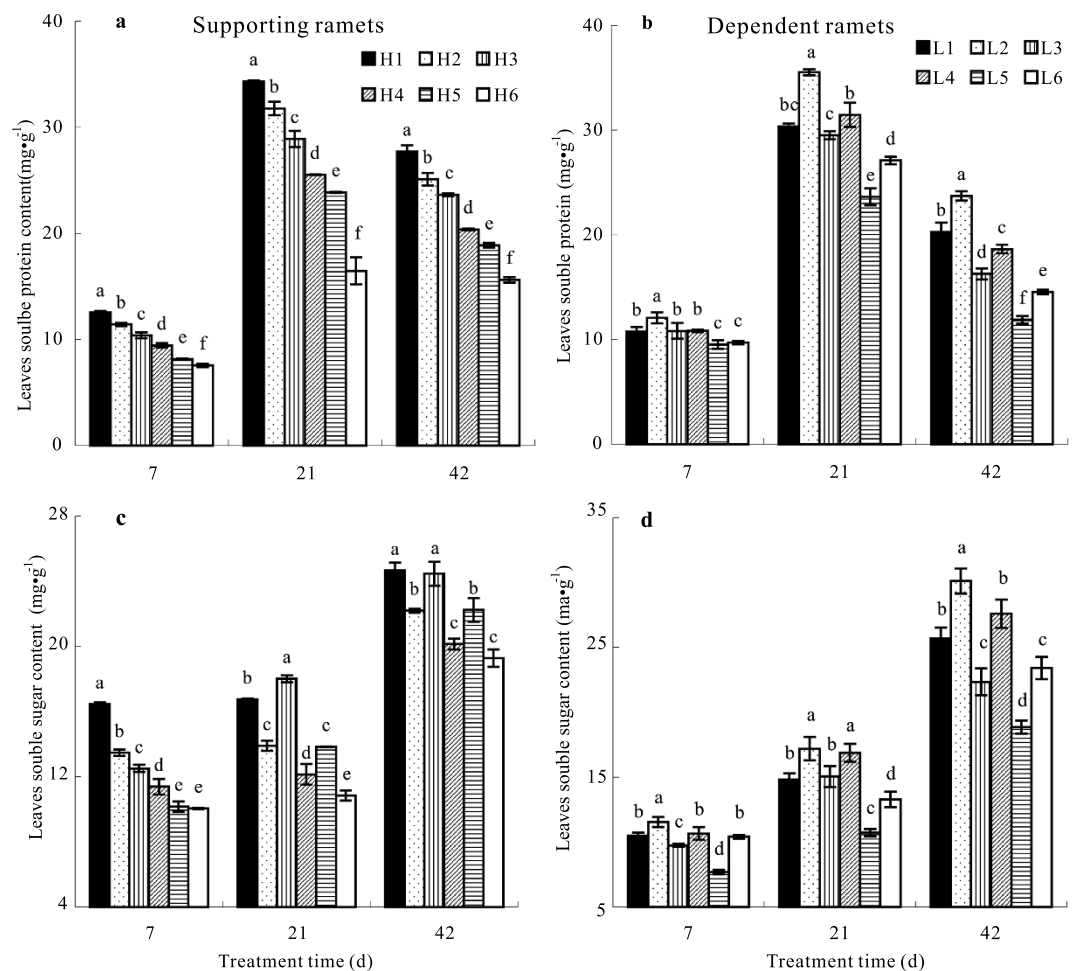 a Supporting ramets
H1 H2 H3
H4 H5 H6
Leaves soulbe protein content(mg•g-1)
40
30
20
10
0
a b c d e f
a b c d e f
a b c d e f
7 21 42
b Dependent ramets
L1 L2 L3
L4 L5 L6
Leaves souble protein (mg•g-1)
40
30
20
10
0
b a b b c c
bc a c b e d
b a d c f e
7 21 42
c
Leaves souble sugar content (mg•g-1)
28
20
12
4
a b c d e e
b c a d c e
a b a c b c
7 21 42
Treatment time (d)
d
Leaves souble sugar content (ma•g-1)
35
25
15
5
b a c b d b
b a b a c d
b a c b d c
7 21 42
Treatment time (d)